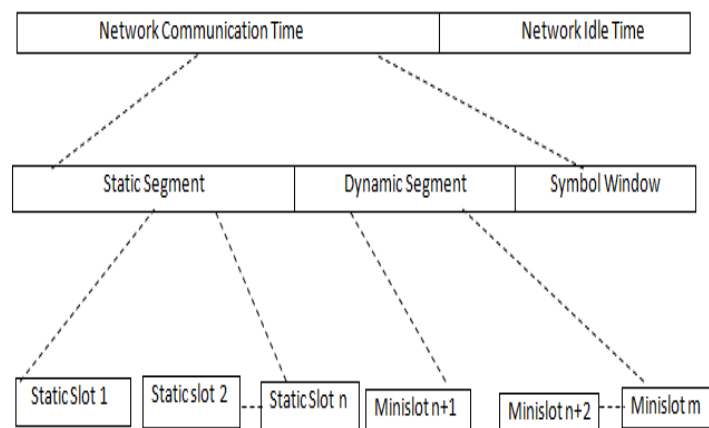 Network Communication Time Network Idle Time
Static Segment Dynamic Segment Symbol Window
Static Slot 1 Static slot 2 Static Slot n Minislot n+1 Minislot n+2 Minislot m